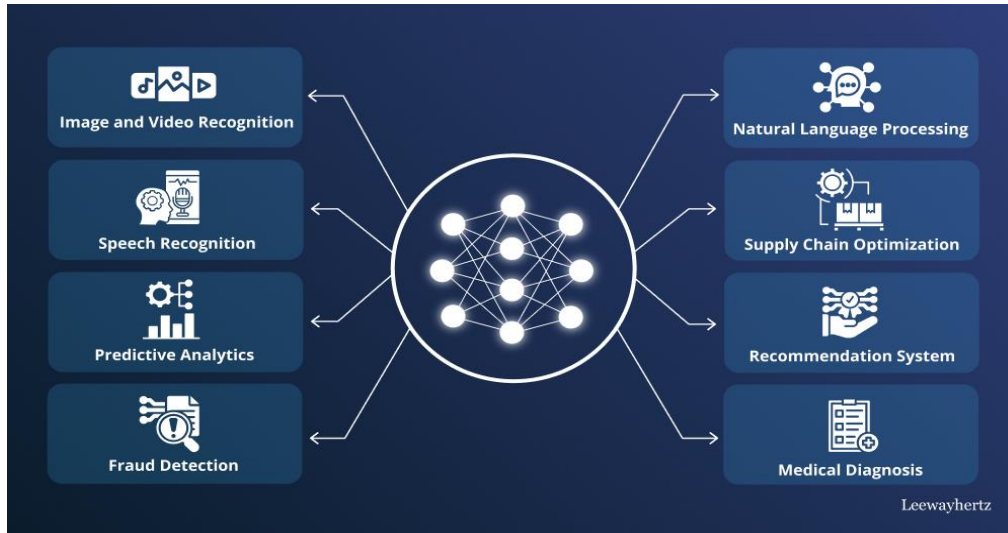 Image and Video Recognition
Speech Recognition
Predictive Analytics
Fraud Detection
Natural Language Processing
Supply Chain Optimization
Recommendation System
Medical Diagnosis
Leewayhertz